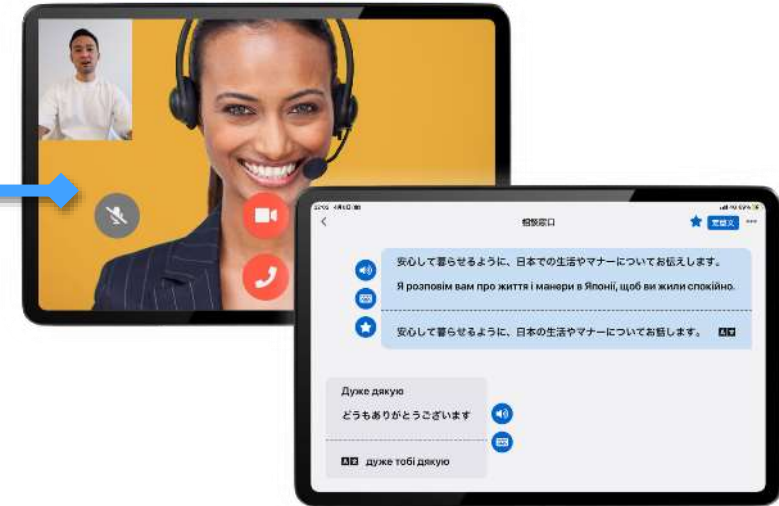 相談窓口
定型文
安心して暮らせるように、日本での生活やマナーについてお伝えします。
Я розповім вам про життя і манери в Японії, щоб ви жили спокійно.
安心して暮らせるように、日本の生活やマナーについてお話します。
Дуже дякую
どうもありがとうございます
дуже тобі дякую